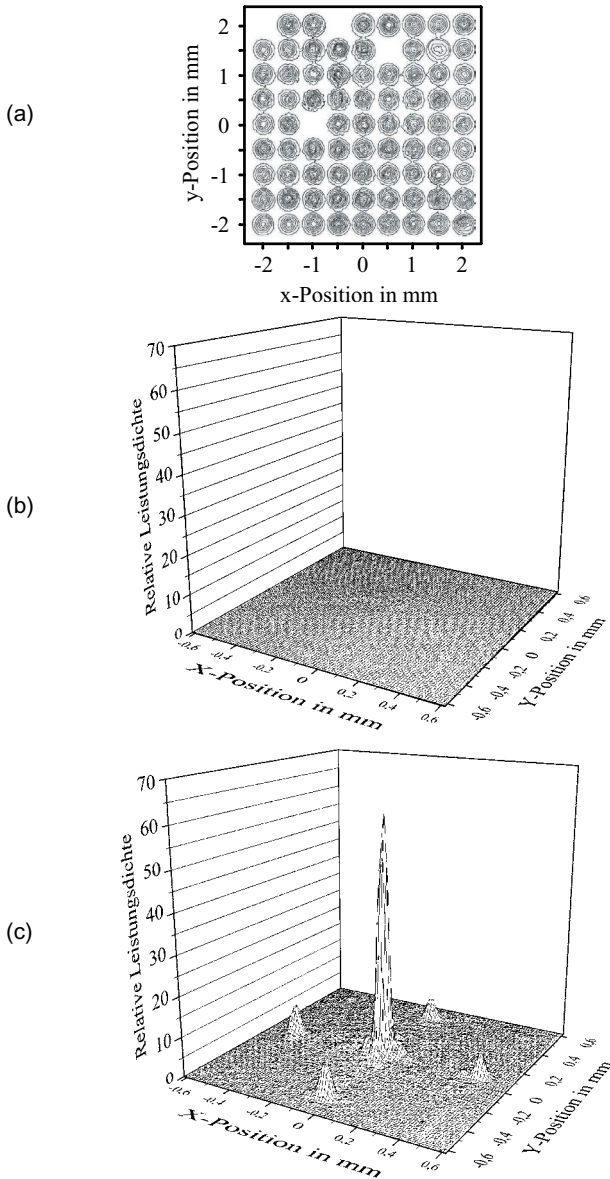 (a)
y-Position in mm
2
1
0
-1
-2
-2 -1 0 1 2
x-Position in mm
(b)
Relative Leistungsdichte
70
60
50
40
30
20
10
0
-0.6 -0.4 -0.2 0 0.2 0.4 0.6
X-Position in mm
-0.6 -0.4 -0.2 0 0.2 0.4 0.6
Y-Position in mm
(c)
Relative Leistungsdichte
70
60
50
40
30
20
10
0
-0.6 -0.4 -0.2 0 0.2 0.4 0.6
X-Position in mm
-0.6 -0.4 -0.2 0 0.2 0.4 0.6
Y-Position in mm